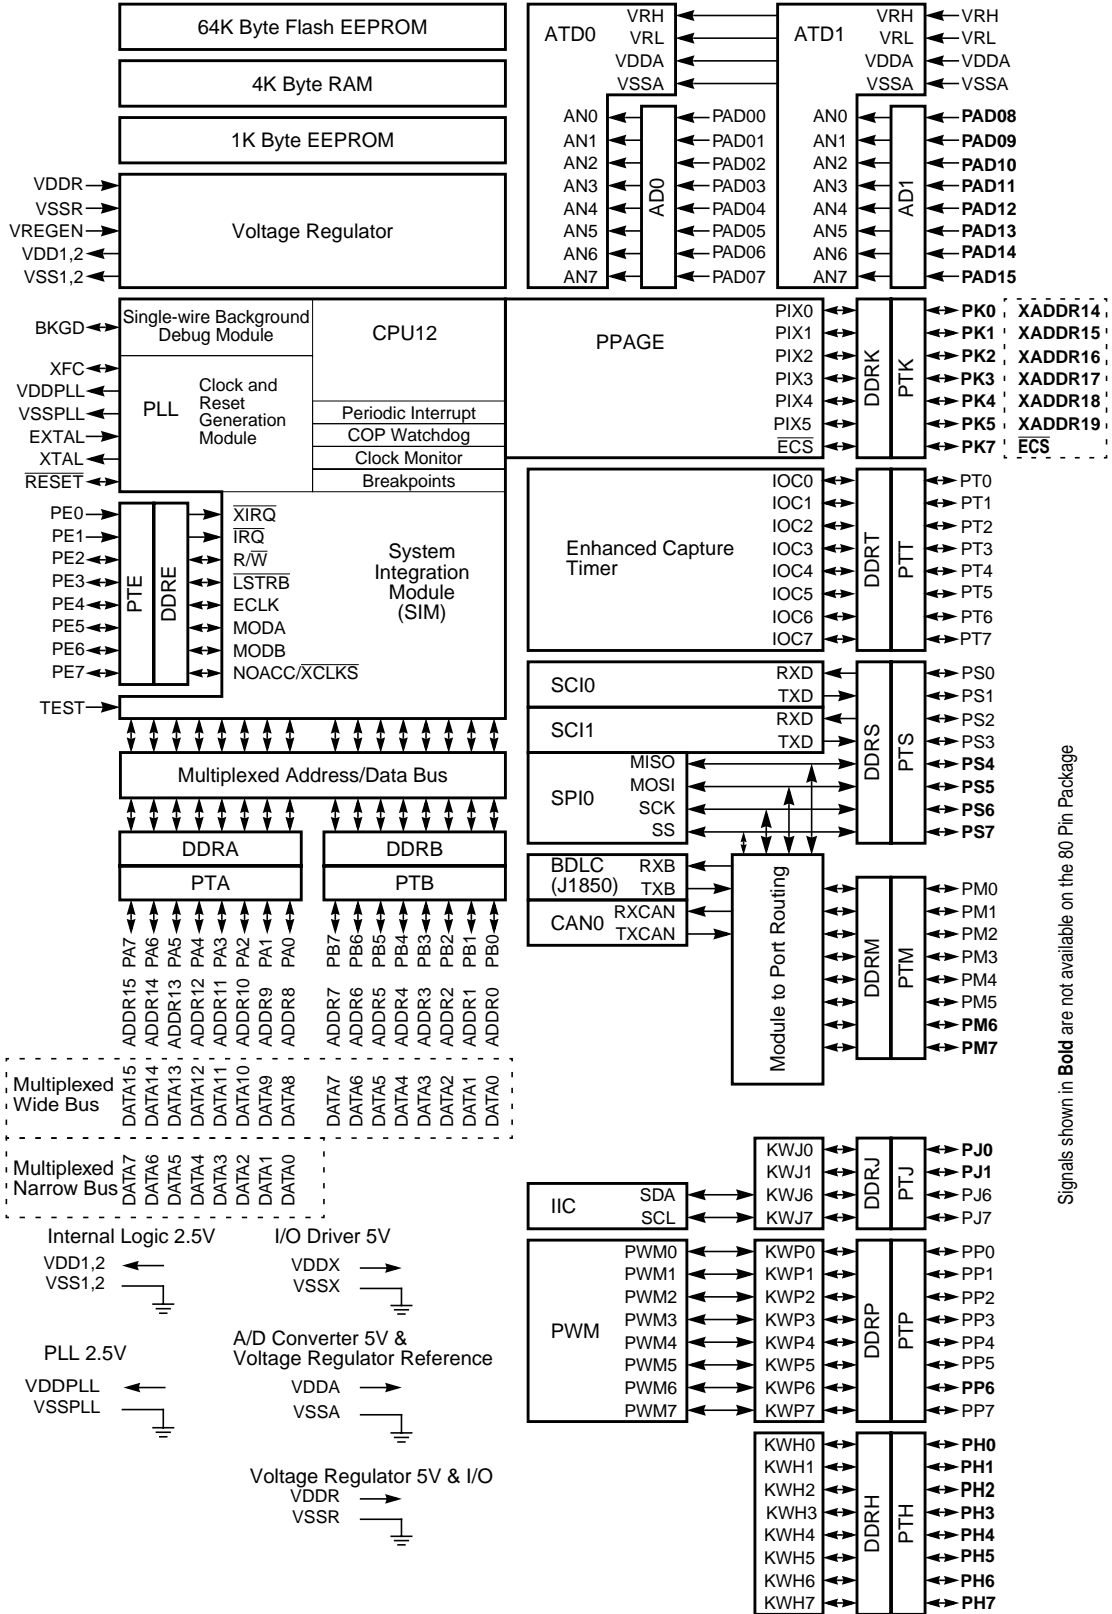 64K Byte Flash EEPROM
4K Byte RAM
1K Byte EEPROM
VDDR
VSSR
VREGEN
VDD1,2
VSS1,2
Voltage Regulator
ATD0
VRH
VRL
VDDA
VSSA
AN0
AN1
AN2
AN3
AN4
AN5
AN6
AN7
AD0
PAD00
PAD01
PAD02
PAD03
PAD04
PAD05
PAD06
PAD07
ATD1
VRH
VRL
VDDA
VSSA
AN0
AN1
AN2
AN3
AN4
AN5
AN6
AN7
AD1
VRH
VRL
VDDA
VSSA
PAD08
PAD09
PAD10
PAD11
PAD12
PAD13
PAD14
PAD15
BKGD
XFC
VDDPLL
VSSPLL
EXTAL
XTAL
RESET
Single-wire Background
Debug Module
CPU12
PLL
Clock and
Reset
Generation
Module
Periodic Interrupt
COP Watchdog
Clock Monitor
Breakpoints
PPAGE
PIX0
PIX1
PIX2
PIX3
PIX4
PIX5
ECS
DDRK
PTK
PK0 XADDR14
PK1 XADDR15
PK2 XADDR16
PK3 XADDR17
PK4 XADDR18
PK5 XADDR19
PK7 ECS
PE0
PE1
PE2
PE3
PE4
PE5
PE6
PE7
TEST
PTE
DDRE
XIRQ
IRQ
R/W
LSTRB
ECLK
MODA
MODB
NOACC/XCLKS
System
Integration
Module
(SIM)
Enhanced Capture
Timer
IOC0
IOC1
IOC2
IOC3
IOC4
IOC5
IOC6
IOC7
DDRT
PTT
PT0
PT1
PT2
PT3
PT4
PT5
PT6
PT7
SCI0
RXD
TXD
SCI1
RXD
TXD
SPI0
MISO
MOSI
SCK
SS
DDRS
PTS
PS0
PS1
PS2
PS3
PS4
PS5
PS6
PS7
Multiplexed Address/Data Bus
DDRA
PTA
DDRB
PTB
PA7
PA6
PA5
PA4
PA3
PA2
PA1
PA0
PB7
PB6
PB5
PB4
PB3
PB2
PB1
PB0
ADDR15
ADDR14
ADDR13
ADDR12
ADDR11
ADDR10
ADDR9
ADDR8
ADDR7
ADDR6
ADDR5
ADDR4
ADDR3
ADDR2
ADDR1
ADDR0
Multiplexed
Wide Bus
DATA15
DATA14
DATA13
DATA12
DATA11
DATA10
DATA9
DATA8
DATA7
DATA6
DATA5
DATA4
DATA3
DATA2
DATA1
DATA0
Multiplexed
Narrow Bus
DATA7
DATA6
DATA5
DATA4
DATA3
DATA2
DATA1
DATA0
BDLC
(J1850)
RXB
TXB
CAN0
RXCAN
TXCAN
Module to Port Routing
DDRM
PTM
PM0
PM1
PM2
PM3
PM4
PM5
PM6
PM7
Signals shown in Bold are not available on the 80 Pin Package
IIC
SDA
SCL
KWJ0
KWJ1
KWJ6
KWJ7
DDRJ
PTJ
PJ0
PJ1
PJ6
PJ7
PWM
PWM0
PWM1
PWM2
PWM3
PWM4
PWM5
PWM6
PWM7
KWP0
KWP1
KWP2
KWP3
KWP4
KWP5
KWP6
KWP7
DDRP
PTP
PP0
PP1
PP2
PP3
PP4
PP5
PP6
PP7
KWH0
KWH1
KWH2
KWH3
KWH4
KWH5
KWH6
KWH7
DDRH
PTH
PH0
PH1
PH2
PH3
PH4
PH5
PH6
PH7
Internal Logic 2.5V
VDD1,2
VSS1,2
I/O Driver 5V
VDDX
VSSX
PLL 2.5V
VDDPLL
VSSPLL
A/D Converter 5V &
Voltage Regulator Reference
VDDA
VSSA
Voltage Regulator 5V & I/O
VDDR
VSSR